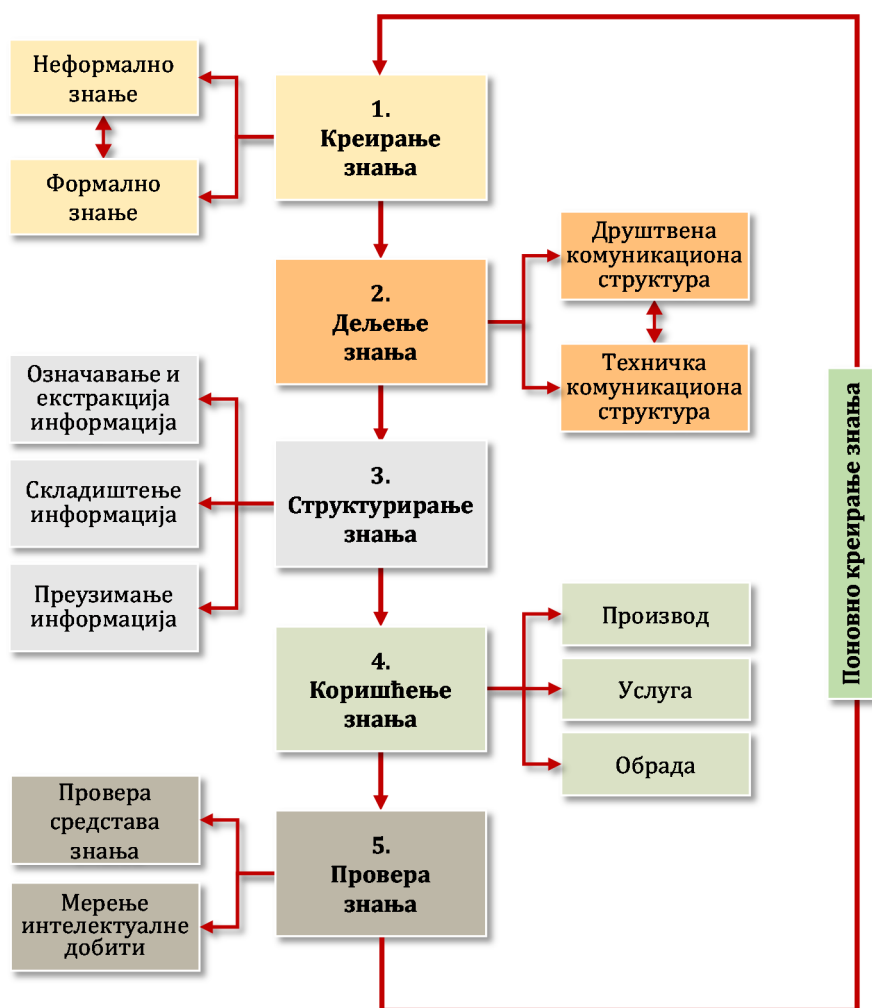 Неформално
знање
Формално
знање
1.
Креирање
знања
2.
Дељење
знања
Друштвена
комуникациона
структура
Техничка
комуникациона
структура
Означавање и
екстракција
информација
Складиштење
информација
Преузимање
информација
3.
Структурирање
знања
4.
Коришћење
знања
Производ
Услуга
Обрада
Провера
средстава
знања
Мерење
интелектуалне
добити
5.
Провера
знања
Поновно креирање знања